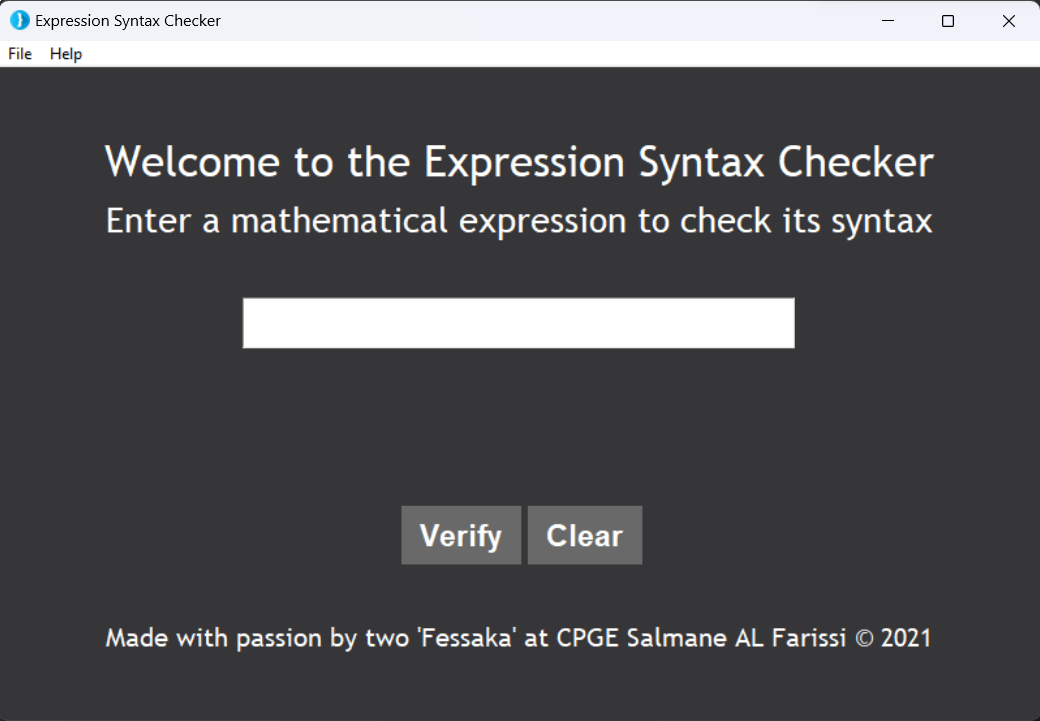 Expression Syntax Checker
File Help
Welcome to the Expression Syntax Checker
Enter a mathematical expression to check its syntax
Verify Clear
Made with passion by two 'Fessaka' at CPGE Salmane AL Farissi © 2021